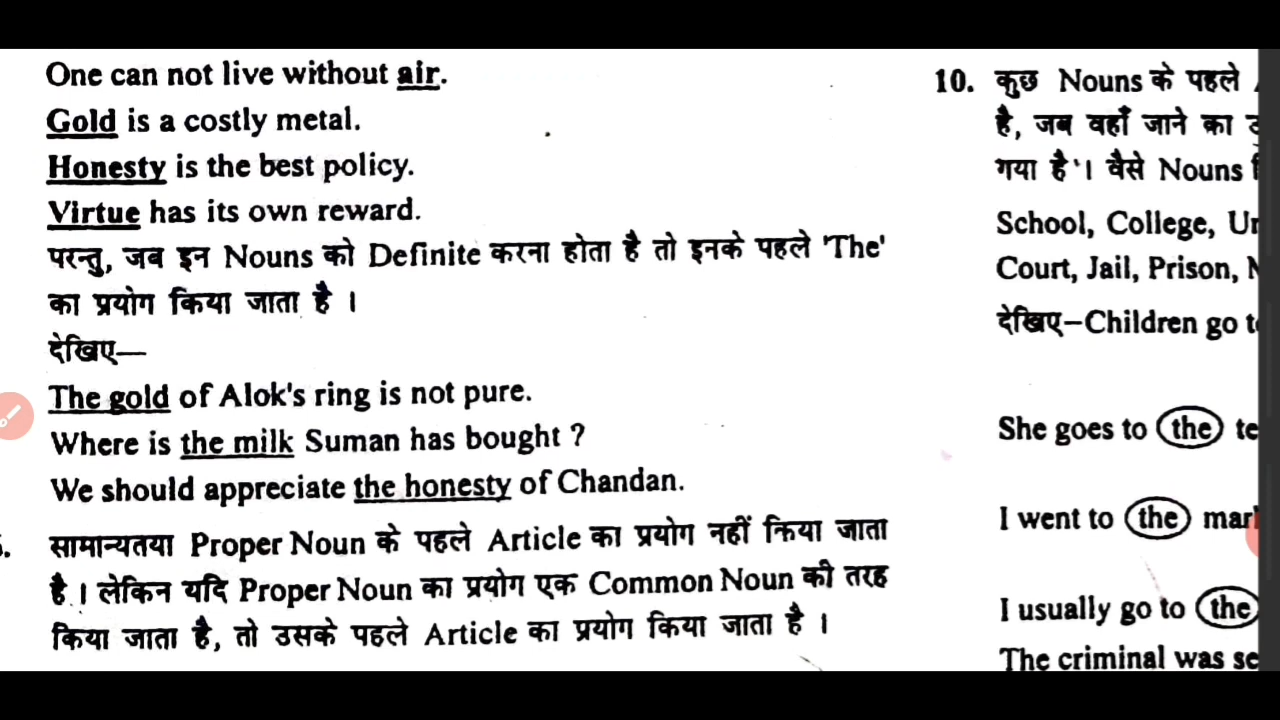 One can not live without air.
Gold is a costly metal.
Honesty is the best policy.
Virtue has its own reward.
परन्तु, जब इन Nouns को Definite करना होता है तो इनके पहले 'The'
का प्रयोग किया जाता है ।
देखिए—
The gold of Alok's ring is not pure.
Where is the milk Suman has bought ?
We should appreciate the honesty of Chandan.
सामान्यतया Proper Noun के पहले Article का प्रयोग नहीं किया जाता
है । लेकिन यदि Proper Noun का प्रयोग एक Common Noun की तरह
किया जाता है, तो उसके पहले Article का प्रयोग किया जाता है ।
10. कुछ Nouns के पहले
है, जब वहाँ जाने का
गया है । वैसे Nouns
School, College,
Court, Jail, Prison,
देखिए–Children go
She goes to the
I went to the
I usually go to the
The criminal was